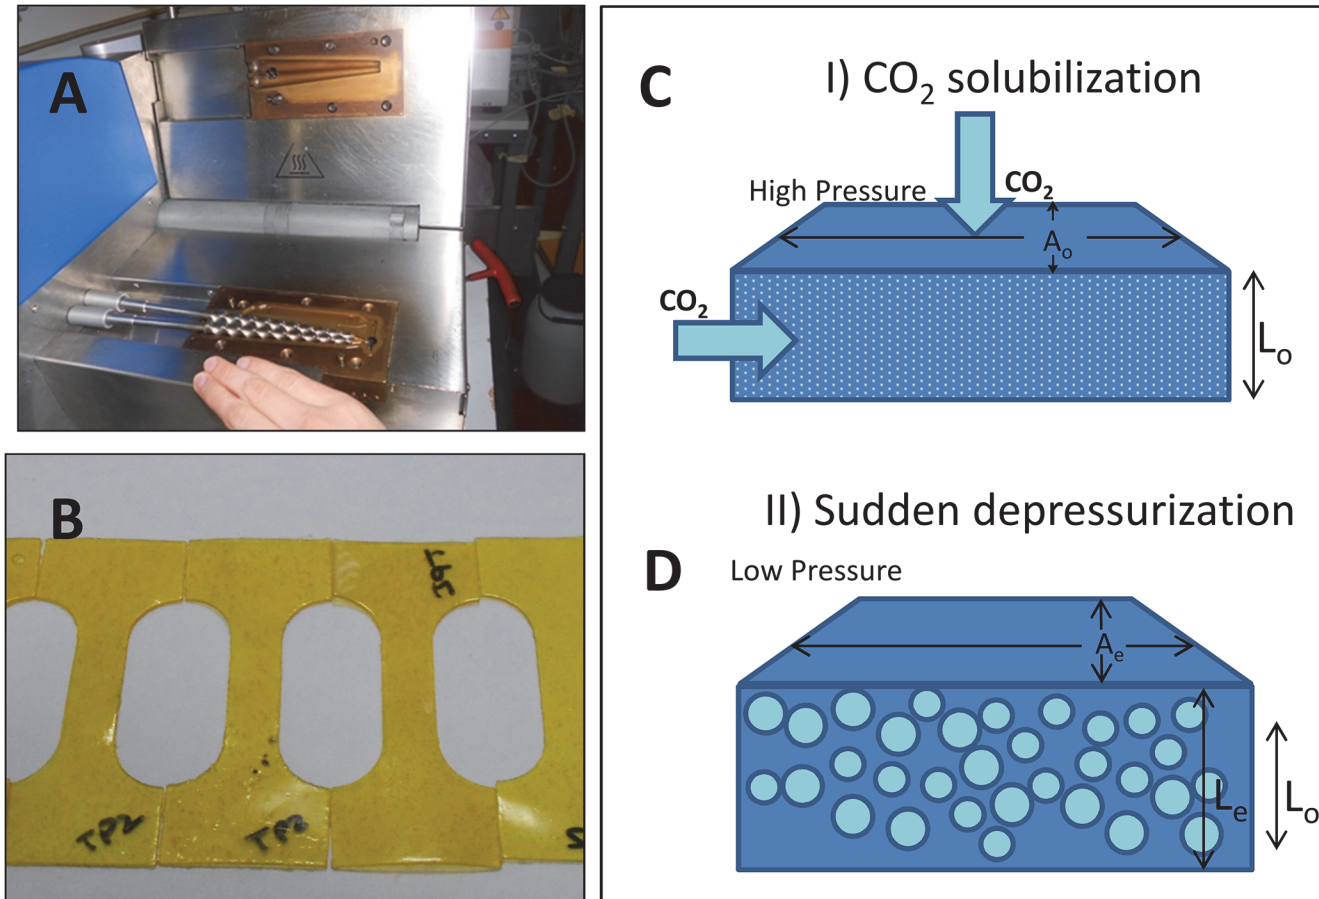 A
B
TP2
TP3
C
I) CO₂ solubilization
High Pressure
CO₂
Aₒ
CO₂
Lₒ
II) Sudden depressurization
D
Low Pressure
Aₑ
Lₑ
Lₒ